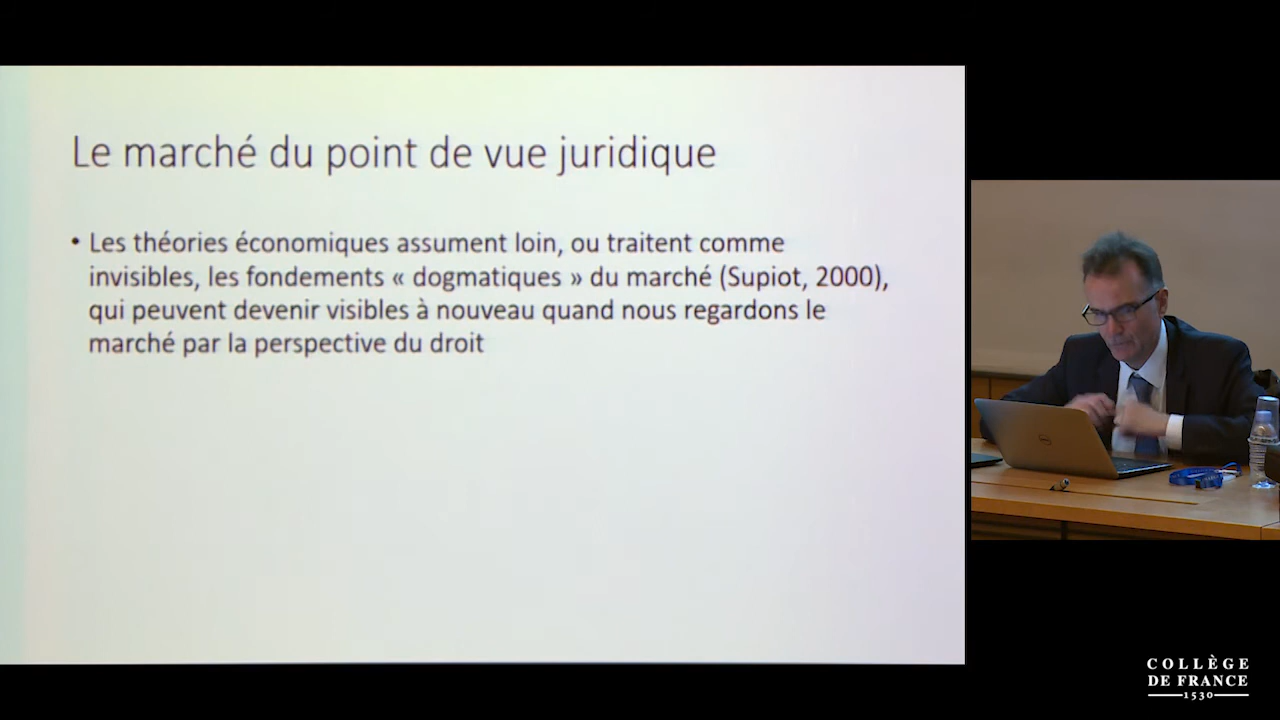 Le marché du point de vue juridique
• Les théories économiques assument loin, ou traitent comme
invisibles, les fondements « dogmatiques » du marché (Supiot, 2000),
qui peuvent devenir visibles à nouveau quand nous regardons le
marché par la perspective du droit
DELL
COLLÈGE
DE FRANCE
1530